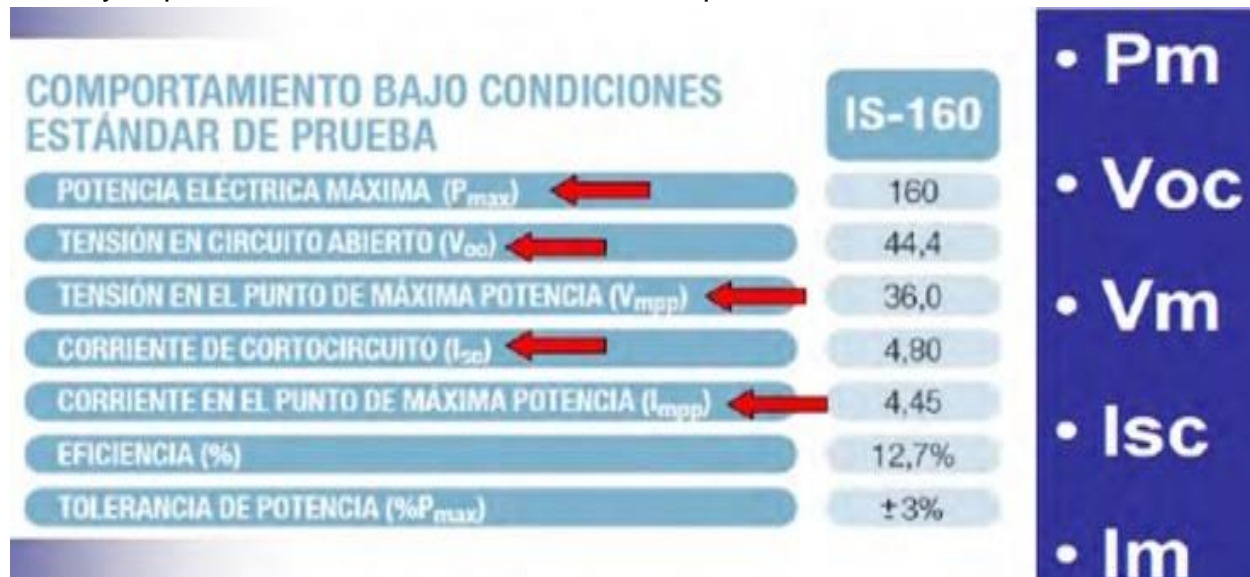 COMPORTAMIENTO BAJO CONDICIONES
ESTÁNDAR DE PRUEBA
IS-160
POTENCIA ELÉCTRICA MÁXIMA (Pmax) 160
TENSIÓN EN CIRCUITO ABIERTO (Voc) 44,4
TENSIÓN EN EL PUNTO DE MÁXIMA POTENCIA (Vmpp) 36,0
CORRIENTE DE CORTOCIRCUITO (Isc) 4,80
CORRIENTE EN EL PUNTO DE MÁXIMA POTENCIA (Impp) 4,45
EFICIENCIA (%) 12,7%
TOLERANCIA DE POTENCIA (%Pmax) ±3%
• Pm
• Voc
• Vm
• Isc
• Im